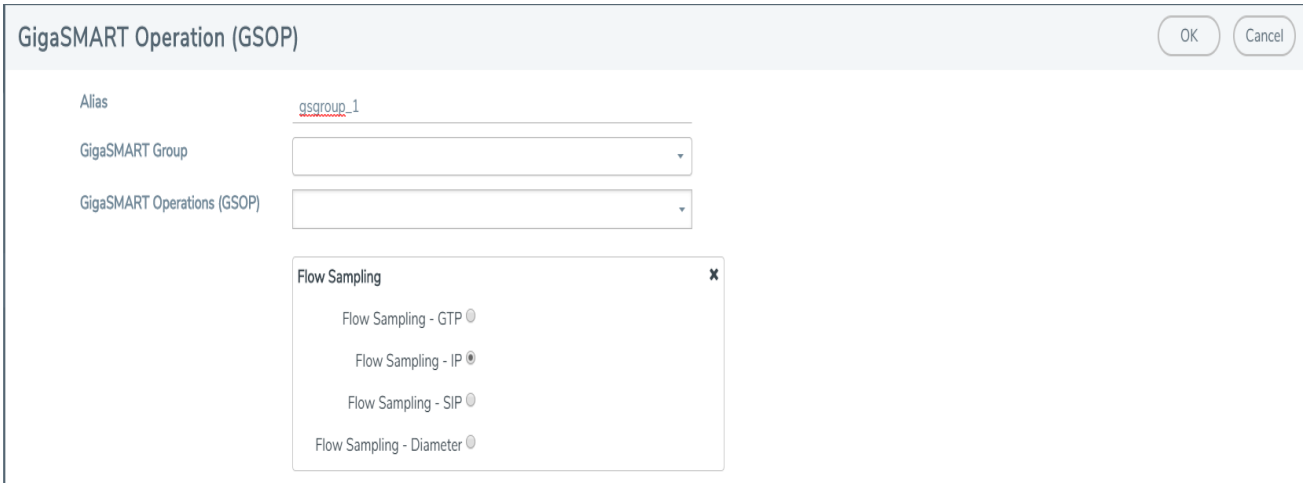 GigaSMART Operation (GSOP)
OK
Cancel
Alias
gsgroup_1
GigaSMART Group
GigaSMART Operations (GSOP)
Flow Sampling
Flow Sampling - GTP
Flow Sampling - IP
Flow Sampling - SIP
Flow Sampling - Diameter